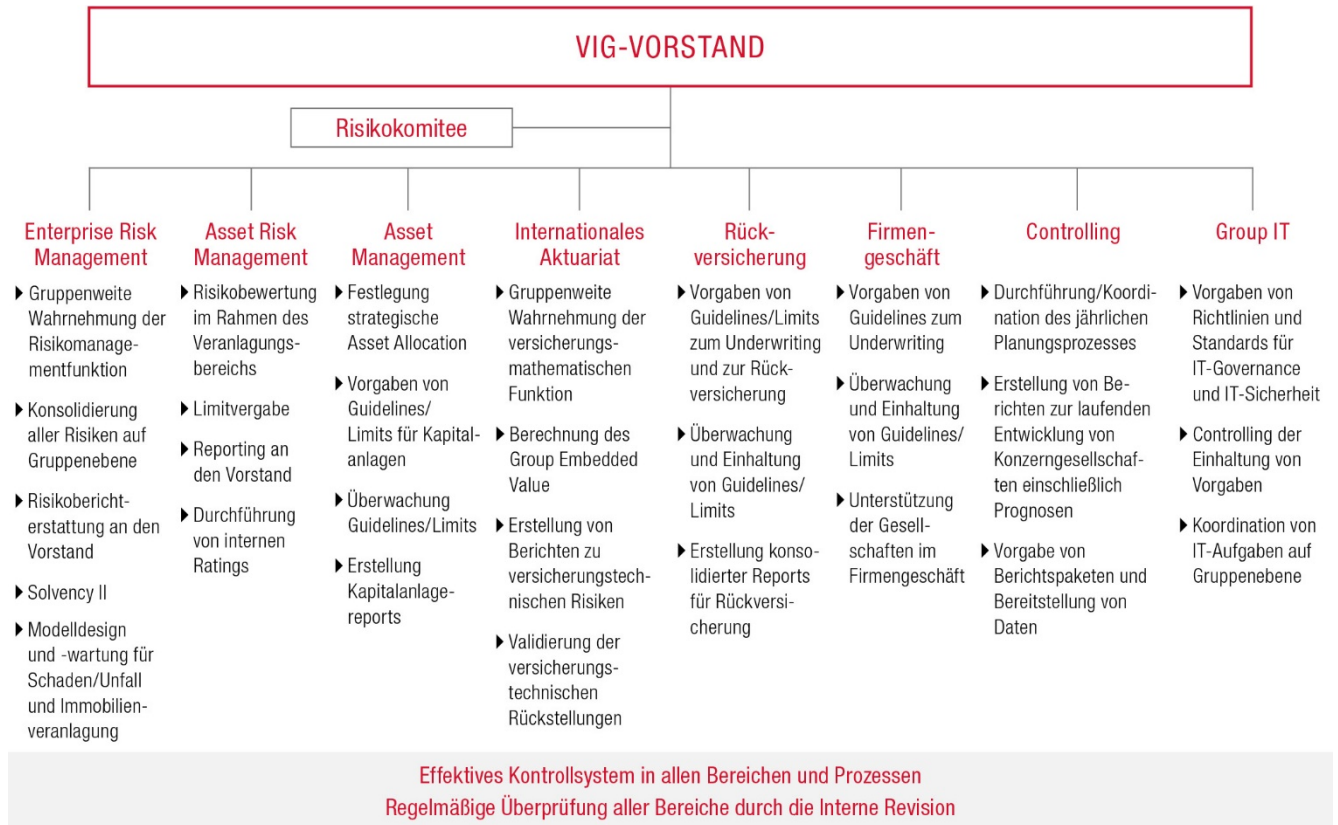 VIG-VORSTAND
Risikokomitee
Enterprise Risk
Management
▶ Gruppenweite
Wahrnehmung der
Risikomanage-
mentfunktion
▶ Konsolidierung
aller Risiken auf
Gruppenebene
▶ Risikobericht-
erstattung an den
Vorstand
▶ Solvency II
▶ Modelldesign
und -wartung für
Schaden/Unfall
und Immobilien-
veranlagung
Asset Risk
Management
▶ Risikobewertung
im Rahmen des
Veranlagungs-
bereichs
▶ Limitvergabe
▶ Reporting an
den Vorstand
▶ Durchführung
von internen
Ratings
Asset
Management
▶ Festlegung
strategische
Asset Allocation
▶ Vorgaben von
Guidelines/
Limits für Kapital-
anlagen
▶ Überwachung
Guidelines/Limits
▶ Erstellung
Kapitalanlage-
reports
Internationales
Aktuariat
▶ Gruppenweite
Wahrnehmung der
versicherungs-
mathematischen
Funktion
▶ Berechnung des
Group Embedded
Value
▶ Erstellung von
Berichten zu
versicherungstech-
nischen Risiken
▶ Validierung der
versicherungs-
technischen
Rückstellungen
Rück-
versicherung
▶ Vorgaben von
Guidelines/Limits
zum Underwriting
und zur Rück-
versicherung
▶ Überwachung
und Einhaltung
von Guidelines/
Limits
▶ Erstellung konso-
lidierter Reports
für Rückversi-
cherung
Firmen-
geschäft
▶ Vorgaben von
Guidelines zum
Underwriting
▶ Überwachung
und Einhaltung
von Guidelines/
Limits
▶ Unterstützung
der Gesell-
schaften im
Firmengeschäft
Controlling
▶ Durchführung/Koordi-
nation des jährlichen
Planungsprozesses
▶ Erstellung von Be-
richten zur laufenden
Entwicklung von
Konzerngesellschaf-
ten einschließlich
Prognosen
▶ Vorgabe von
Berichtspaketen und
Bereitstellung von
Daten
Group IT
▶ Vorgaben von
Richtlinien und
Standards für
IT-Governance
und IT-Sicherheit
▶ Controlling der
Einhaltung von
Vorgaben
▶ Koordination von
IT-Aufgaben auf
Gruppenebene
Effektives Kontrollsystem in allen Bereichen und Prozessen
Regelmäßige Überprüfung aller Bereiche durch die Interne Revision